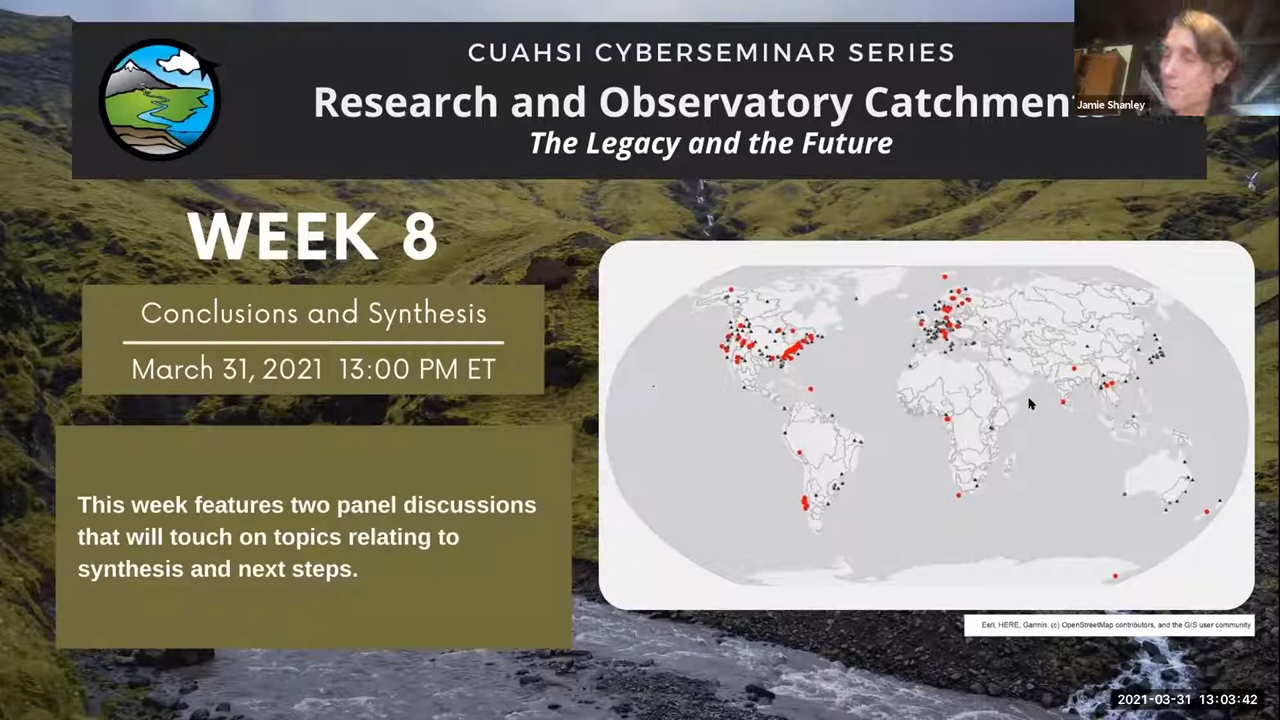 CUAHSI CYBERSEMINAR SERIES
Research and Observatory Catchment
The Legacy and the Future
Jamie Shanley
WEEK 8
Conclusions and Synthesis
March 31, 2021 13:00 PM ET
This week features two panel discussions
that will touch on topics relating to
synthesis and next steps.
Esri, HERE, Garmin. (c) OpenStreetMap contributors, and the GIS user community
2021-03-31 13:03:42